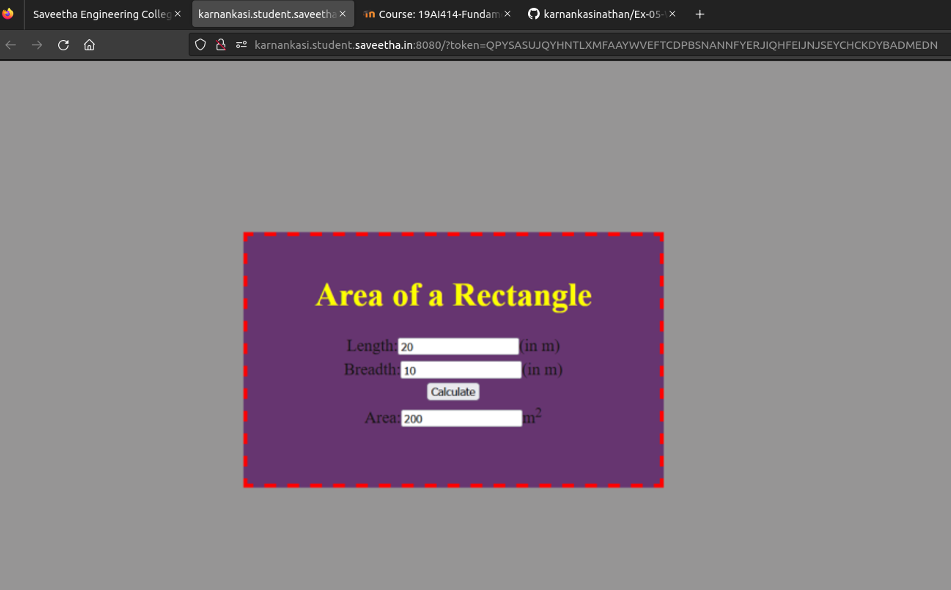 Saveetha Engineering Colleg
karnankasi.student.saveetha
Course: 19AI414-Fundam
karnankasinathan/Ex-05-
karnankasi.student.saveetha.in:8080/?token=QPYSASUJQYHNTLXMFAAYWVEFTCDPBSNANNFYERJIQHFEIJNJSEYCHCKDYBADMEDN
Area of a Rectangle
Length: 20 (in m)
Breadth: 10 (in m)
Calculate
Area: 200 m²